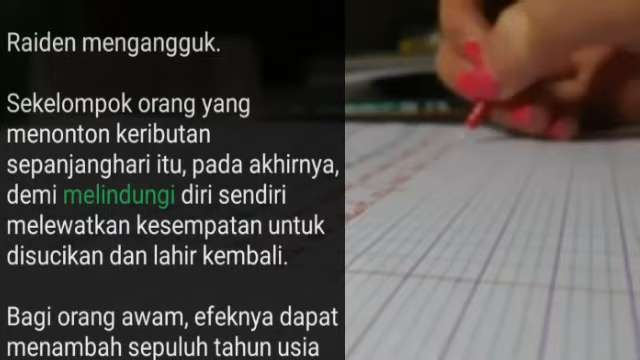 Raiden mengangguk.
Sekelompok orang yang
menonton keributan
sepanjanghari itu, pada akhirnya,
demi melindungi diri sendiri
melewatkan kesempatan untuk
disucikan dan lahir kembali.
Bagi orang awam, efeknya dapat
menambah sepuluh tahun usia